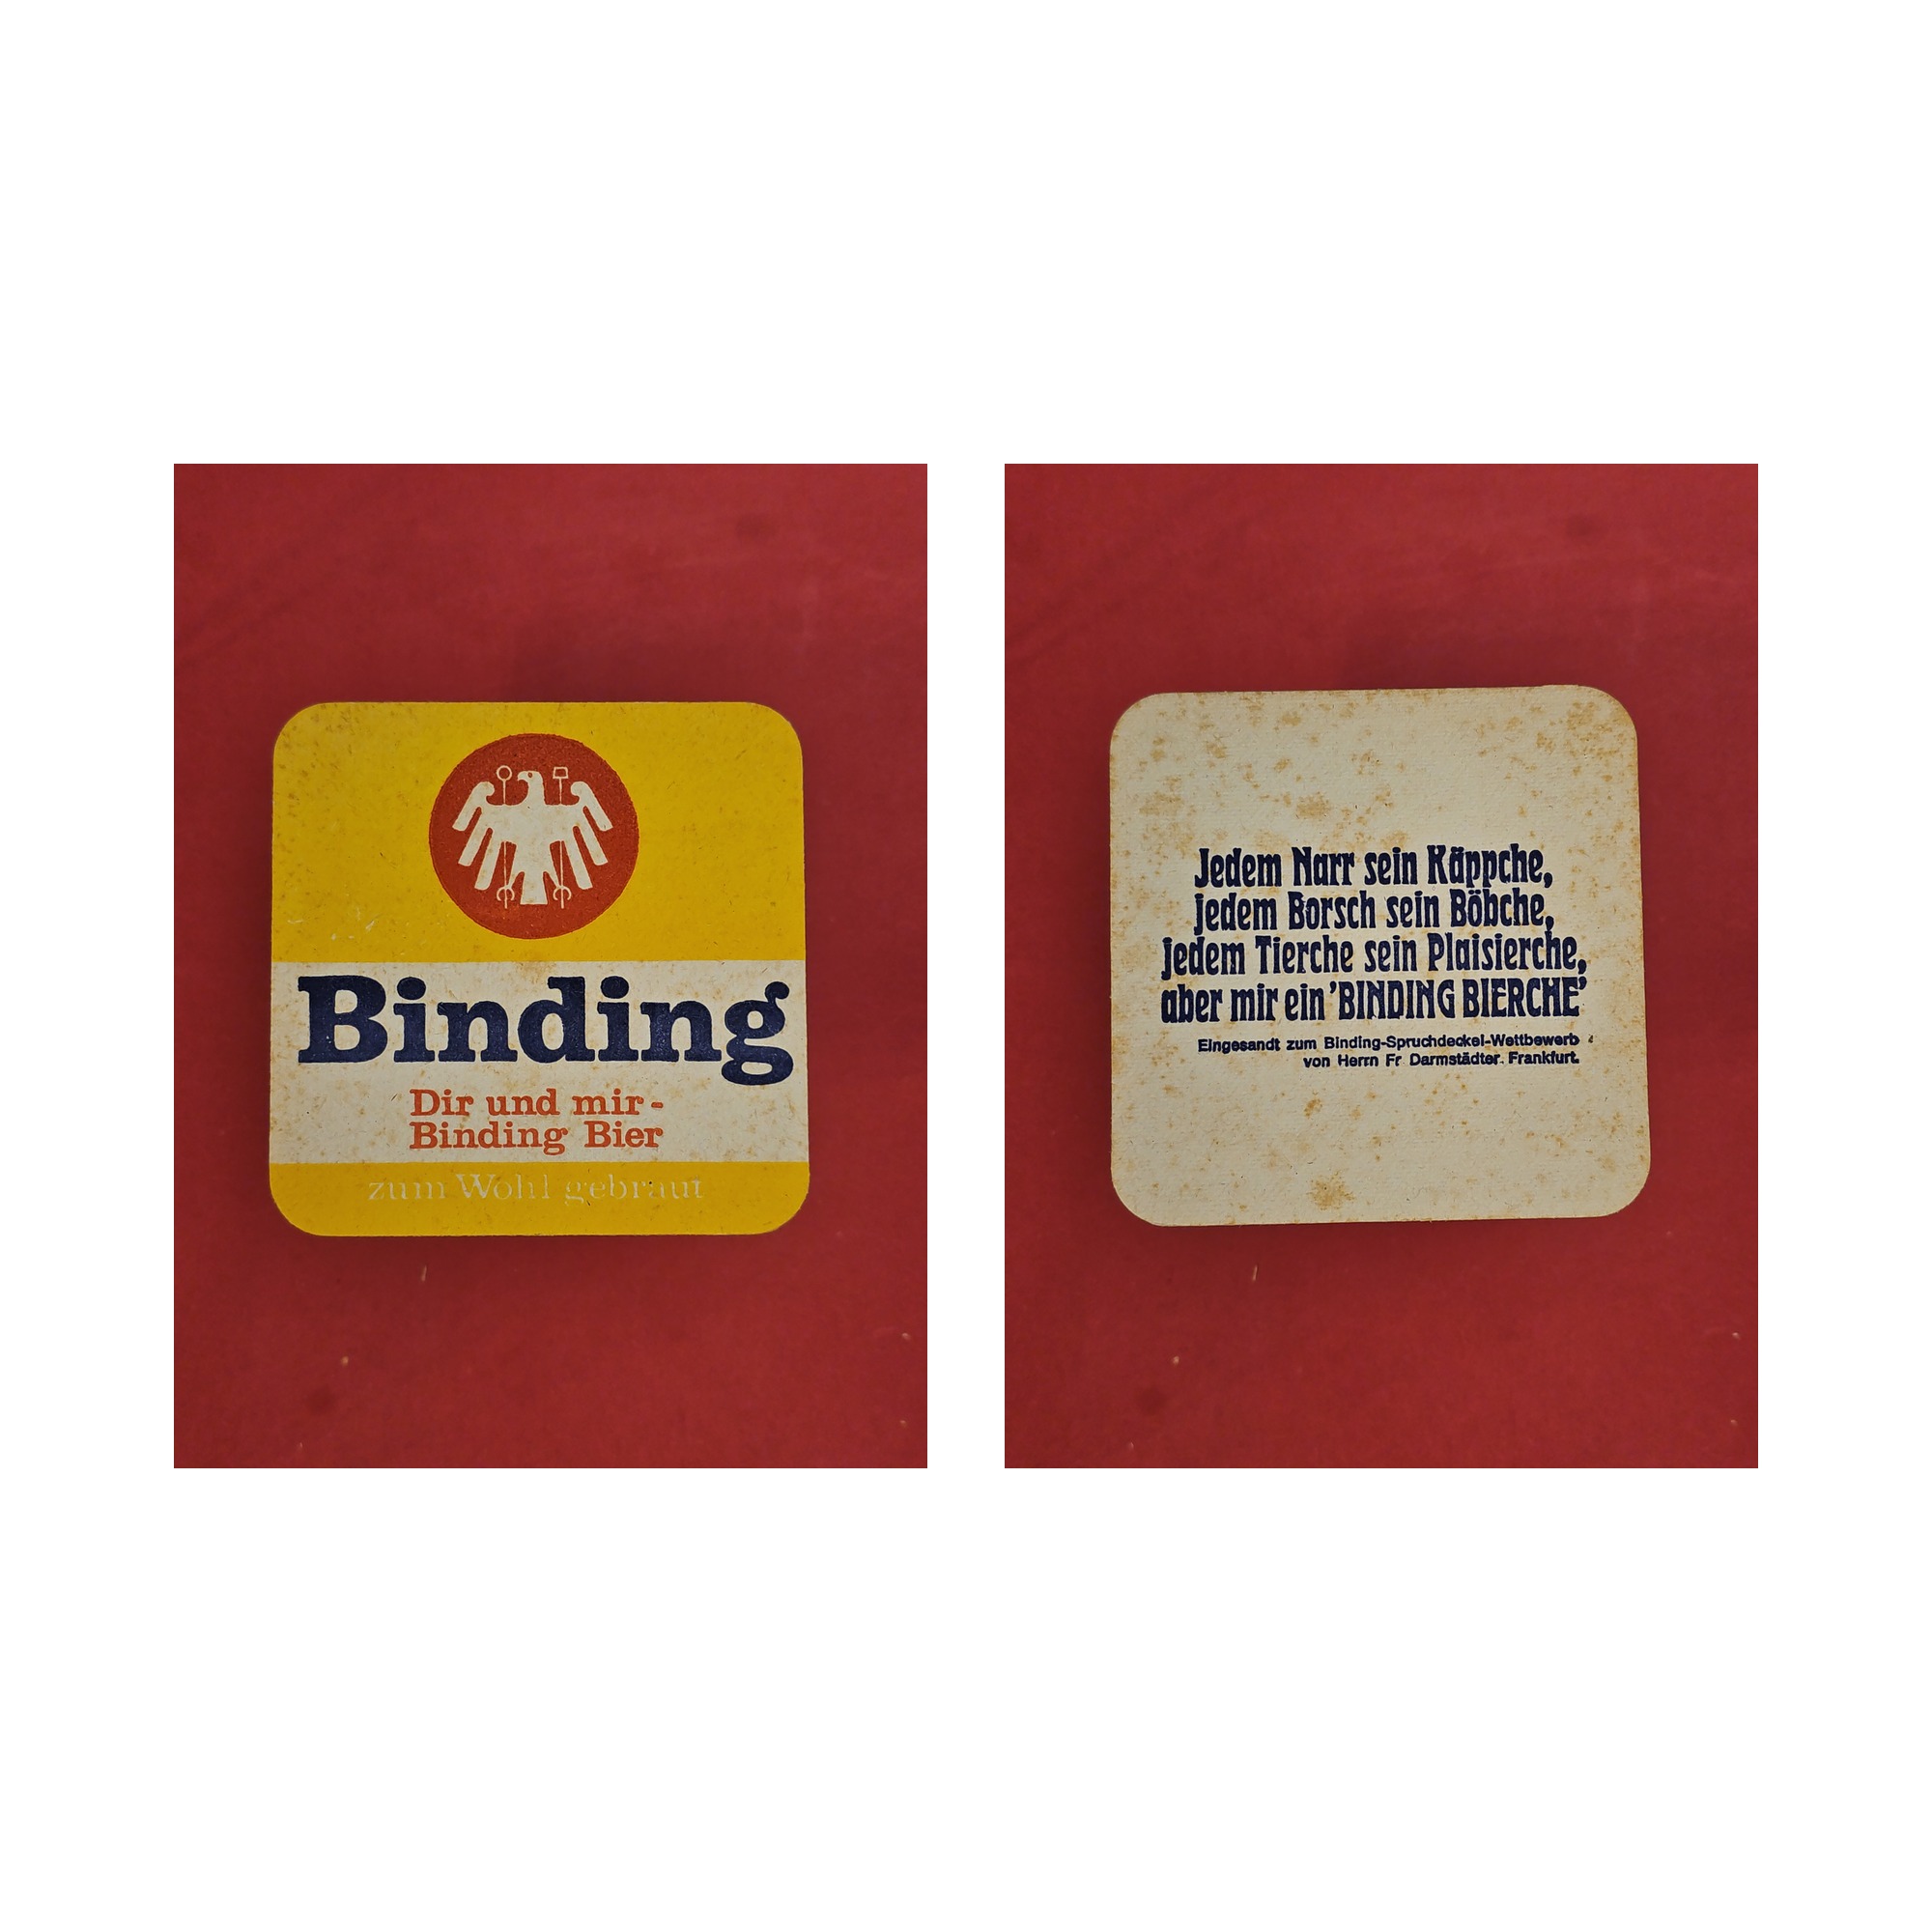 Binding
Dir und mir -
Binding Bier
zum Wohl gebraut
Jedem Narr sein Käppche,
jedem Borsch sein Böbche,
jedem Tierche sein Plaisierche,
aber mir ein 'BINDING BIERCHE'
Eingesandt zum Binding-Spruchdeckel-Wettbewerb
von Herrn Fr. Darmstädter. Frankfurt.